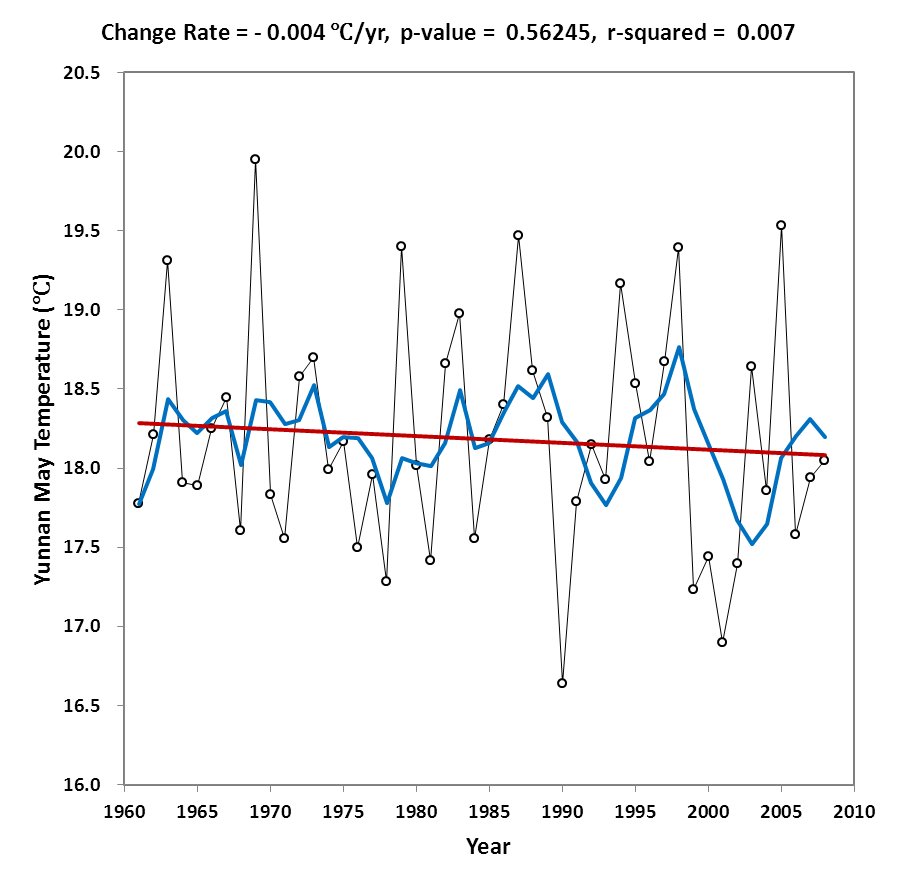 Change Rate = - 0.004 °C/yr, p-value = 0.56245, r-squared = 0.007
20.5
20.0
19.5
19.0
18.5
18.0
17.5
17.0
16.5
16.0
Yunnan May Temperature (°C)
1960 1965 1970 1975 1980 1985 1990 1995 2000 2005 2010
Year